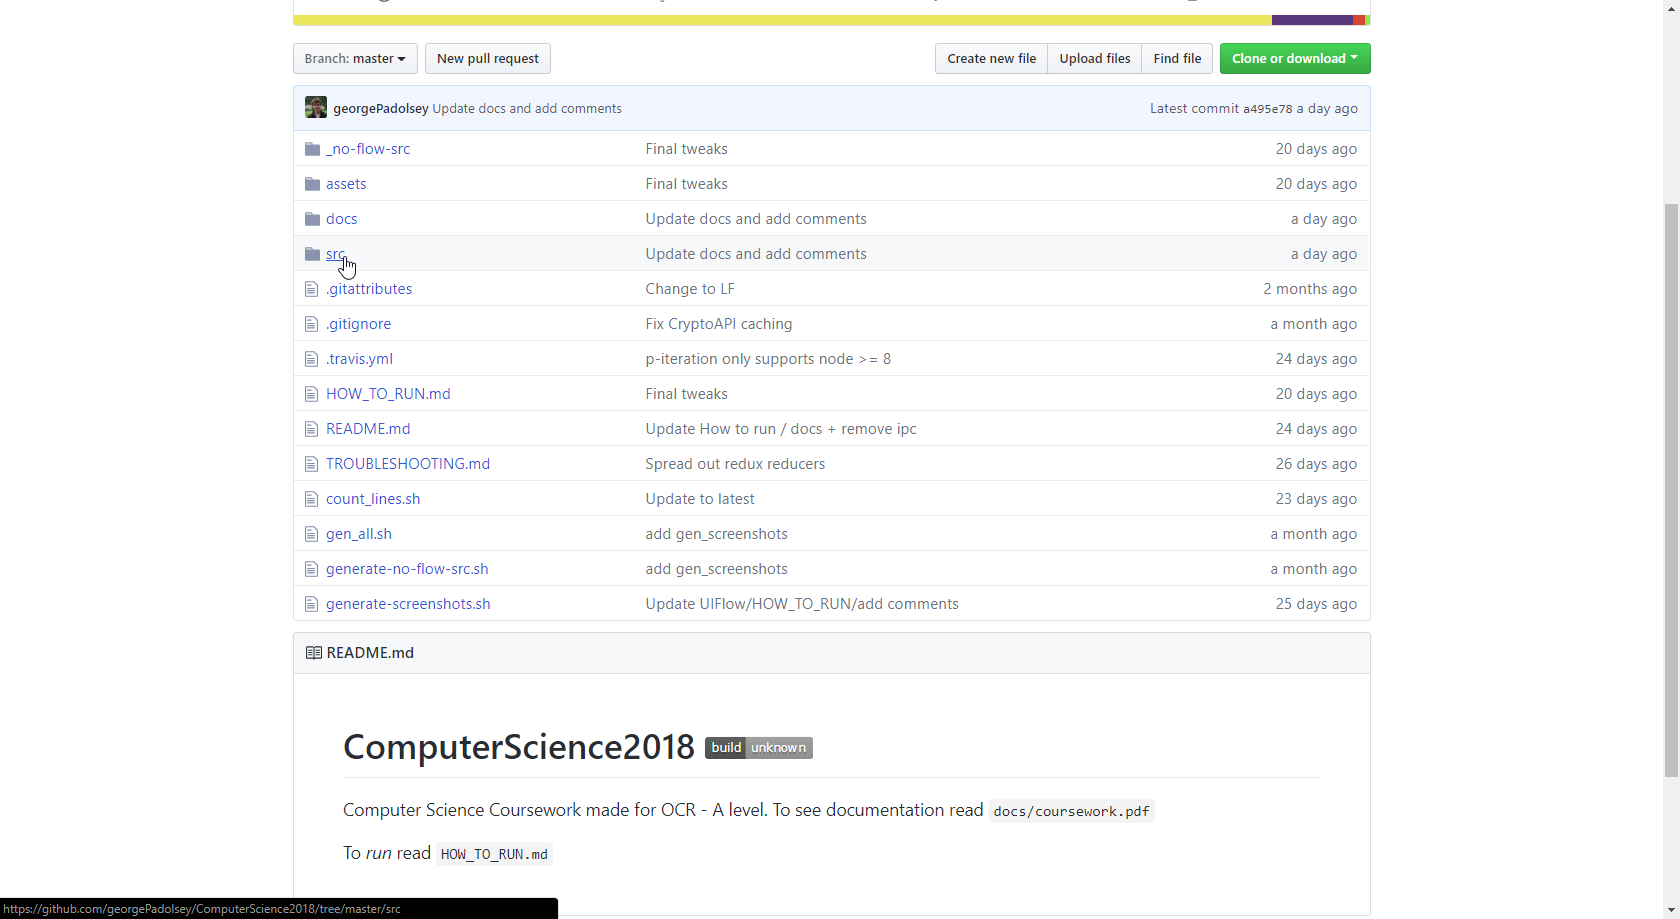 Branch: master New pull request Create new file Upload files Find file Clone or download
georgePadolsey Update docs and add comments Latest commit a495e78 a day ago
_no-flow-src Final tweaks 20 days ago
assets Final tweaks 20 days ago
docs Update docs and add comments a day ago
src Update docs and add comments a day ago
.gitattributes Change to LF 2 months ago
.gitignore Fix CryptoAPI caching a month ago
.travis.yml p-iteration only supports node >= 8 24 days ago
HOW_TO_RUN.md Final tweaks 20 days ago
README.md Update How to run / docs + remove ipc 24 days ago
TROUBLESHOOTING.md Spread out redux reducers 26 days ago
count_lines.sh Update to latest 23 days ago
gen_all.sh add gen_screenshots a month ago
generate-no-flow-src.sh add gen_screenshots a month ago
generate-screenshots.sh Update UIFlow/HOW_TO_RUN/add comments 25 days ago
README.md
ComputerScience2018 build unknown
Computer Science Coursework made for OCR - A level. To see documentation read docs/coursework.pdf
To run read HOW_TO_RUN.md
https://github.com/georgePadolsey/ComputerScience2018/tree/master/src